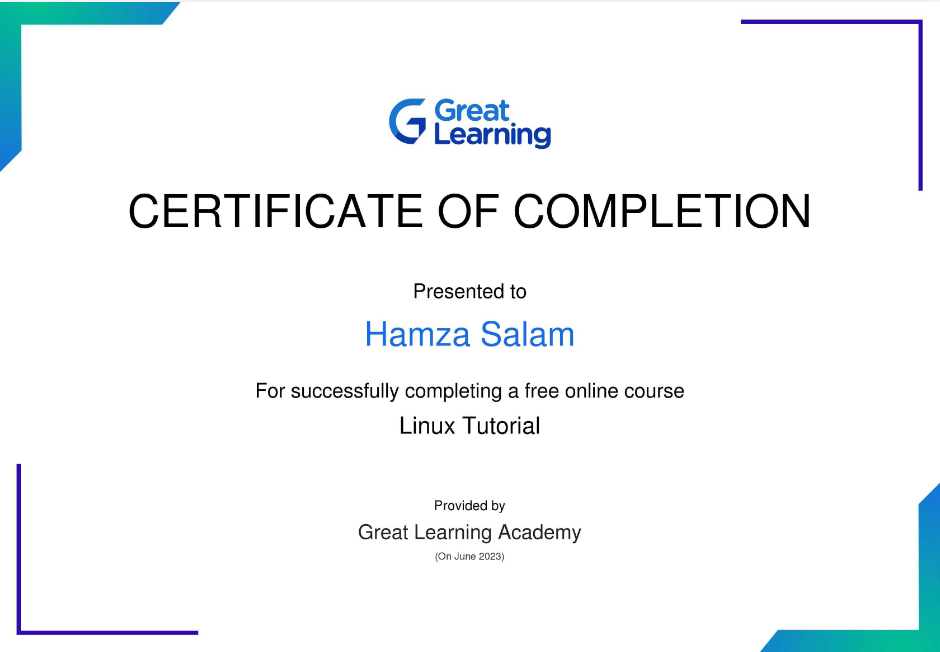 Great
Learning
CERTIFICATE OF COMPLETION
Presented to
Hamza Salam
For successfully completing a free online course
Linux Tutorial
Provided by
Great Learning Academy
(On June 2023)